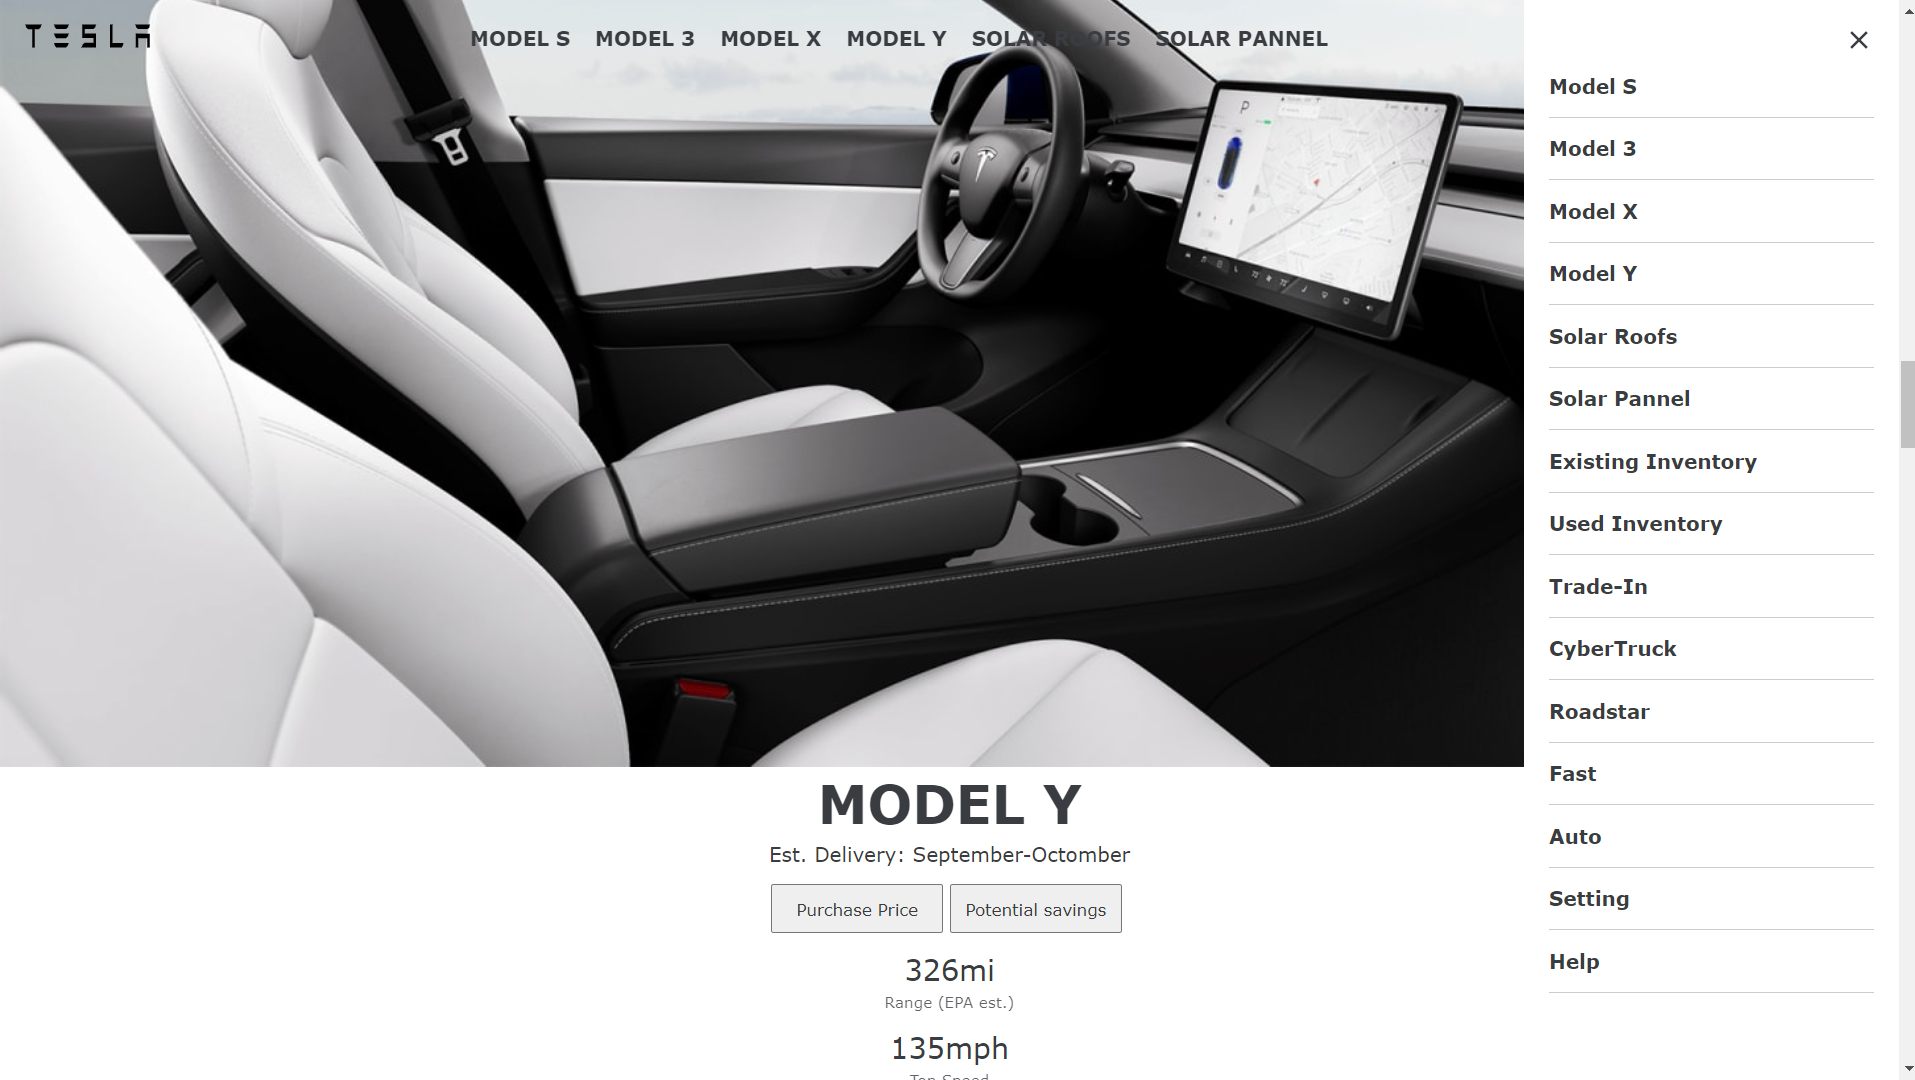 TESLA
MODEL S MODEL 3 MODEL X MODEL Y SOLAR ROOFS SOLAR PANNEL
Model S
Model 3
Model X
Model Y
Solar Roofs
Solar Pannel
Existing Inventory
Used Inventory
Trade-In
CyberTruck
Roadstar
Fast
Auto
Setting
Help
P
MODEL Y
Est. Delivery: September-Octomber
Purchase Price Potential savings
326mi
Range (EPA est.)
135mph
Top Speed